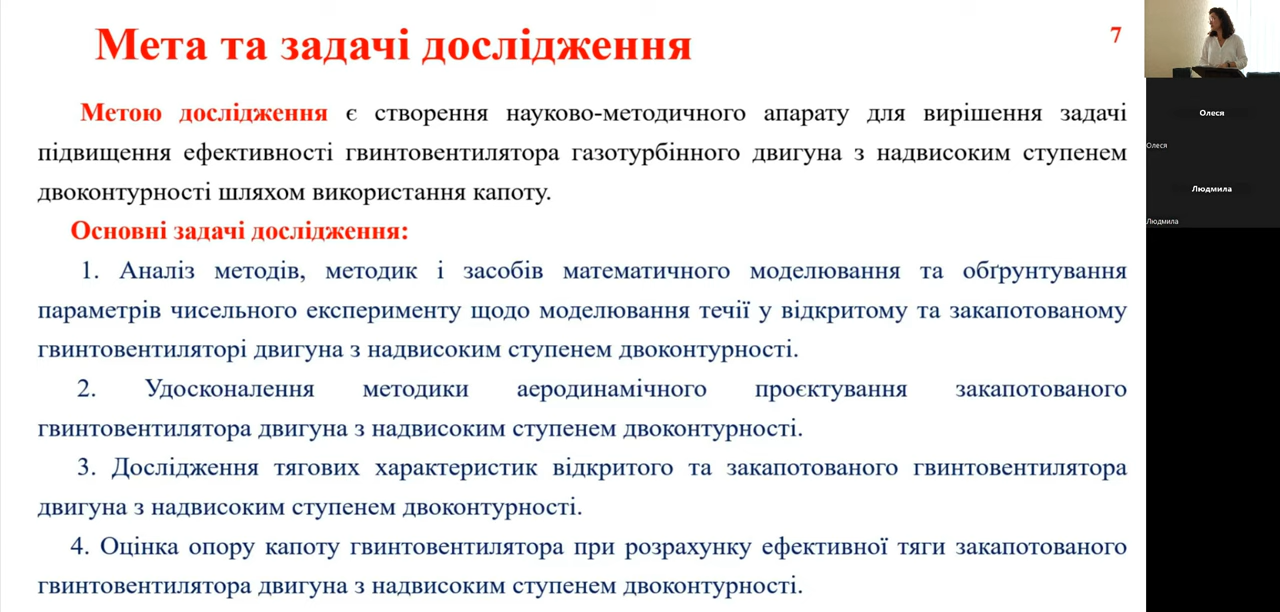 Мета та задачі дослідження
7
Метою дослідження є створення науково-методичного апарату для вирішення задачі
підвищення ефективності гвинтовентилятора газотурбінного двигуна з надвисоким ступенем
двоконтурності шляхом використання капоту.
Основні задачі дослідження:
1. Аналіз методів, методик і засобів математичного моделювання та обґрунтування
параметрів чисельного експерименту щодо моделювання течії у відкритому та закапотованому
гвинтовентиляторі двигуна з надвисоким ступенем двоконтурності.
2. Удосконалення методики аеродинамічного проєктування закапотованого
гвинтовентилятора двигуна з надвисоким ступенем двоконтурності.
3. Дослідження тягових характеристик відкритого та закапотованого гвинтовентилятора
двигуна з надвисоким ступенем двоконтурності.
4. Оцінка опору капоту гвинтовентилятора при розрахунку ефективної тяги закапотованого
гвинтовентилятора двигуна з надвисоким ступенем двоконтурності.
Олеся
Олеся
Людмила
Людмила